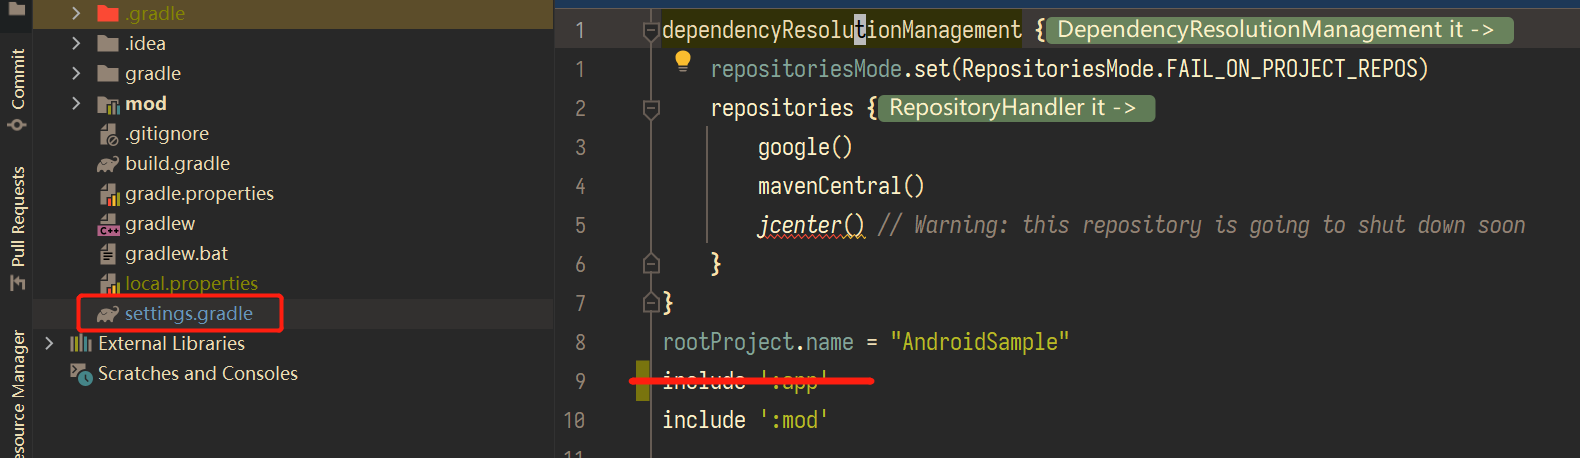 Commit
Pull Requests
esource Manager
.gradle
.idea
gradle
mod
.gitignore
build.gradle
gradle.properties
gradlew
gradlew.bat
local.properties
settings.gradle
External Libraries
Scratches and Consoles
C++
1 dependencyResolutionManagement { DependencyResolutionManagement it ->
1 repositoriesMode.set(RepositoriesMode.FAIL_ON_PROJECT_REPOS)
2 repositories { RepositoryHandler it ->
3 google()
4 mavenCentral()
5 jcenter() // Warning: this repository is going to shut down soon
6 }
7 }
8 rootProject.name = "AndroidSample"
9 include ':app'
10 include ':mod'
11